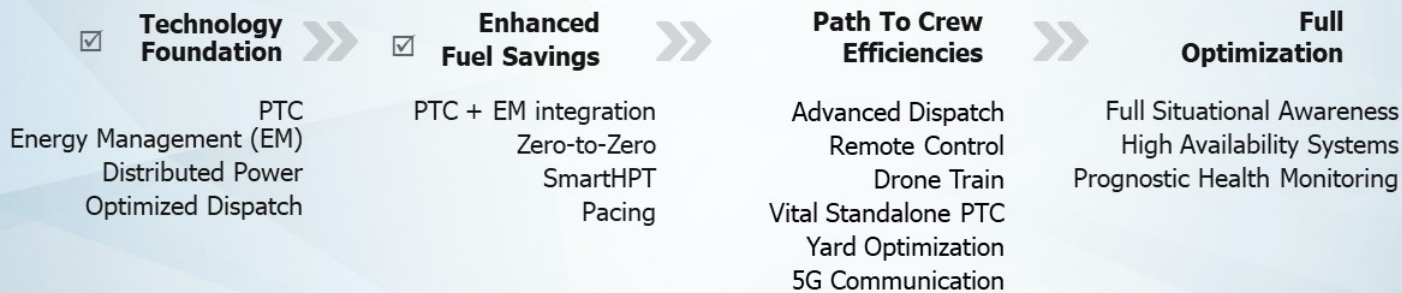 Technology
Foundation
PTC
Energy Management (EM)
Distributed Power
Optimized Dispatch
Enhanced
Fuel Savings
PTC + EM integration
Zero-to-Zero
SmartHPT
Pacing
Path To Crew
Efficiencies
Advanced Dispatch
Remote Control
Drone Train
Vital Standalone PTC
Yard Optimization
5G Communication
Full
Optimization
Full Situational Awareness
High Availability Systems
Prognostic Health Monitoring